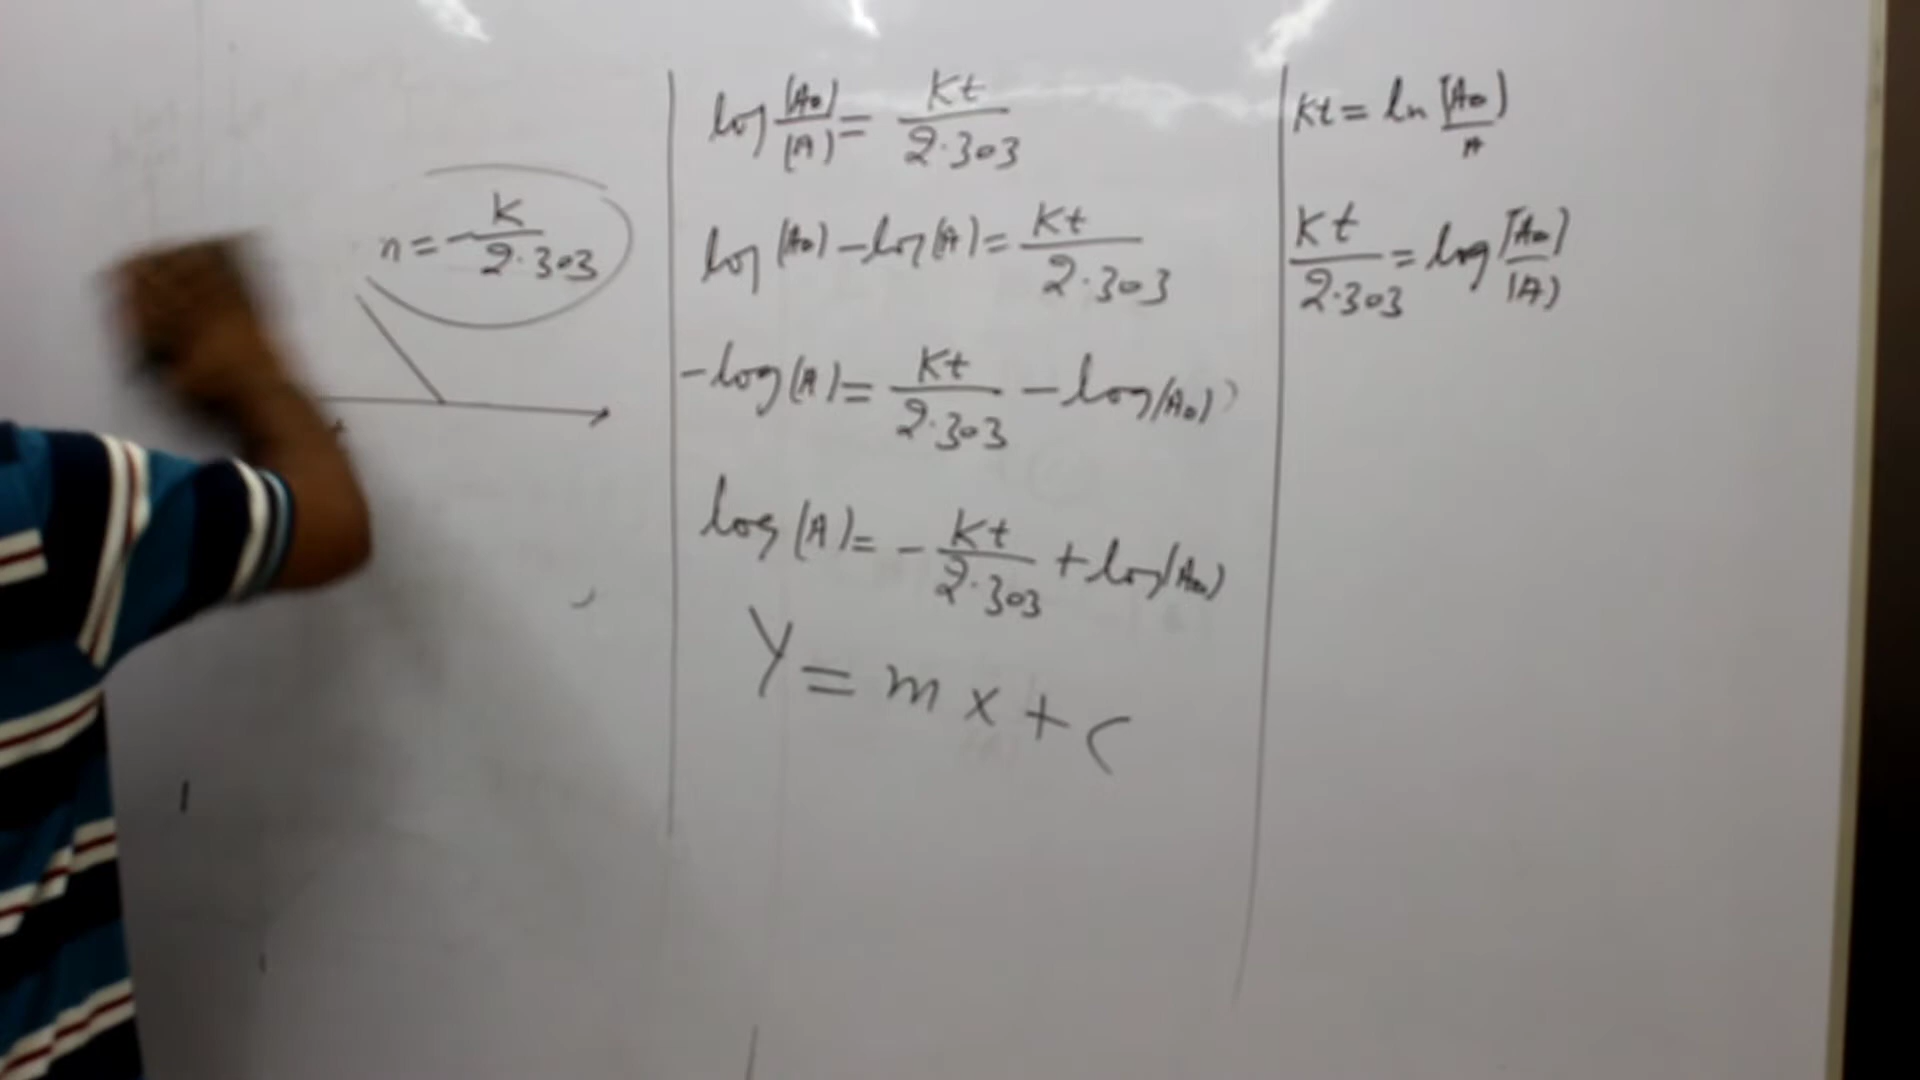 n = -K/2.303
log [A₀]/[A] = Kt/2.303
log [A₀] - log [A] = Kt/2.303
-log [A] = Kt/2.303 - log [A₀]
log [A] = -Kt/2.303 + log [A₀]
Y = mx + c
Kt = ln [A₀]/A
Kt/2.303 = log [A₀]/[A]